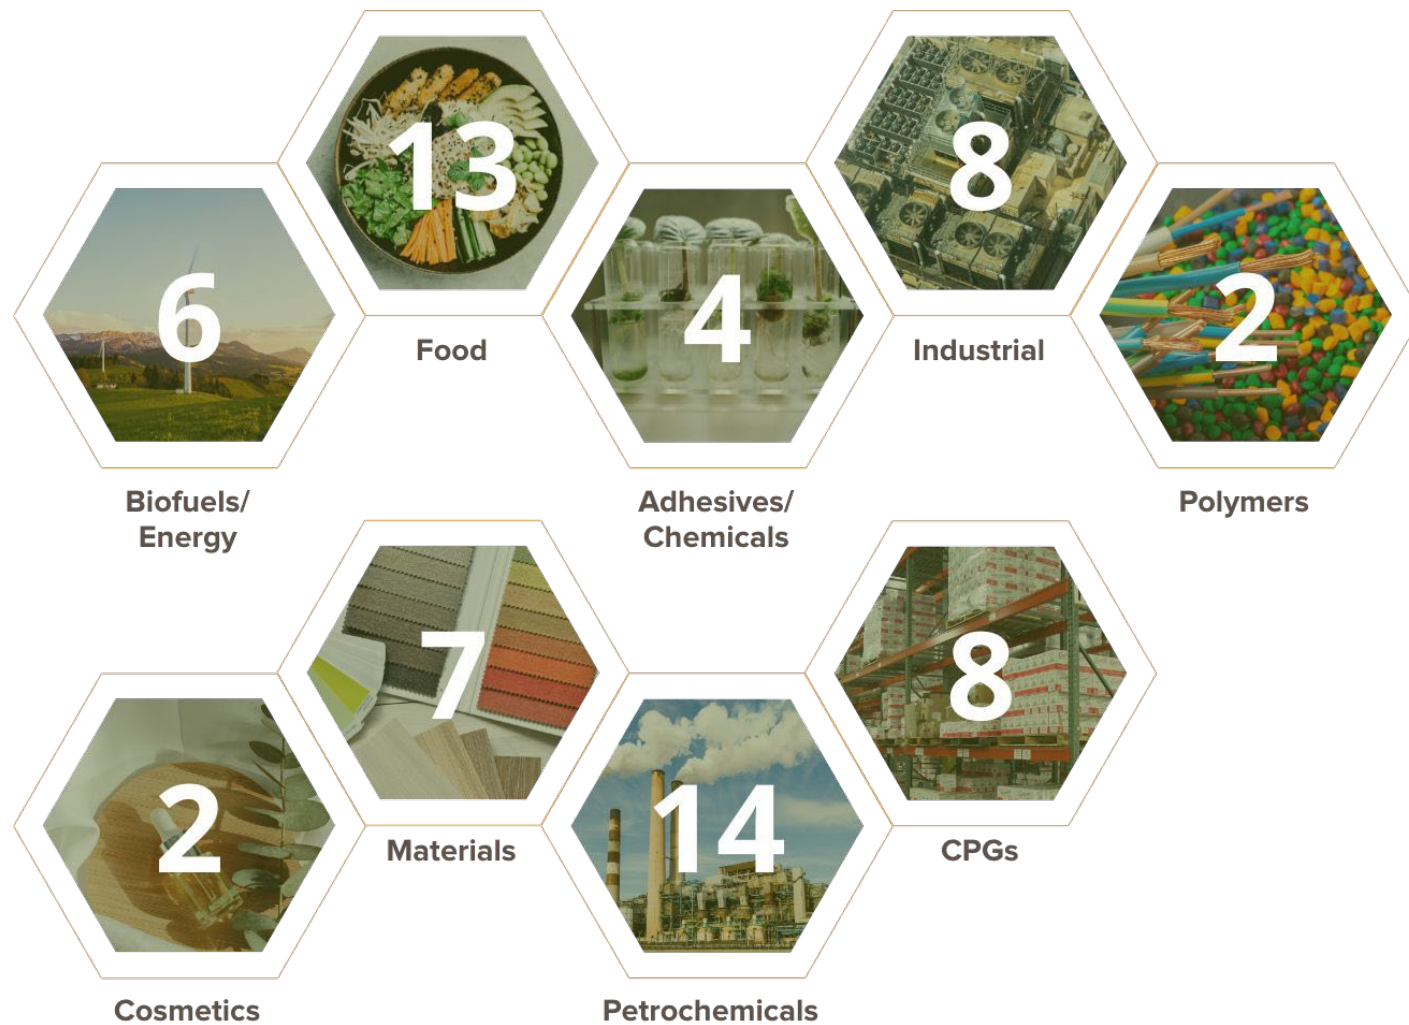 6
Biofuels/
Energy
13
Food
4
Adhesives/
Chemicals
8
Industrial
2
Polymers
2
Cosmetics
7
Materials
14
Petrochemicals
8
CPGs